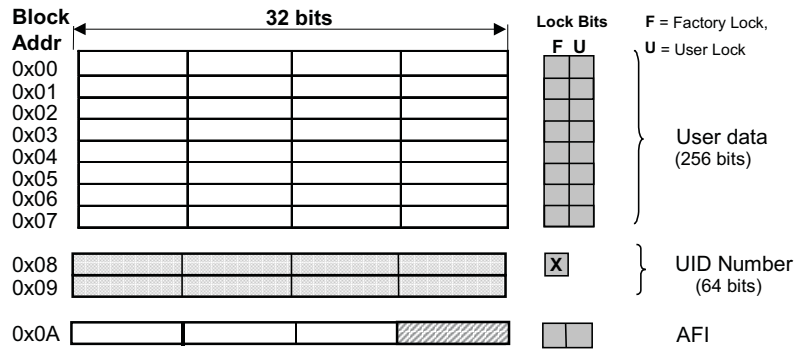 Block Addr
32 bits
Lock Bits
F = Factory Lock,
F U
U = User Lock
0x00
0x01
0x02
0x03
0x04
0x05
0x06
0x07
User data
(256 bits)
0x08
0x09
X
UID Number
(64 bits)
0x0A
AFI